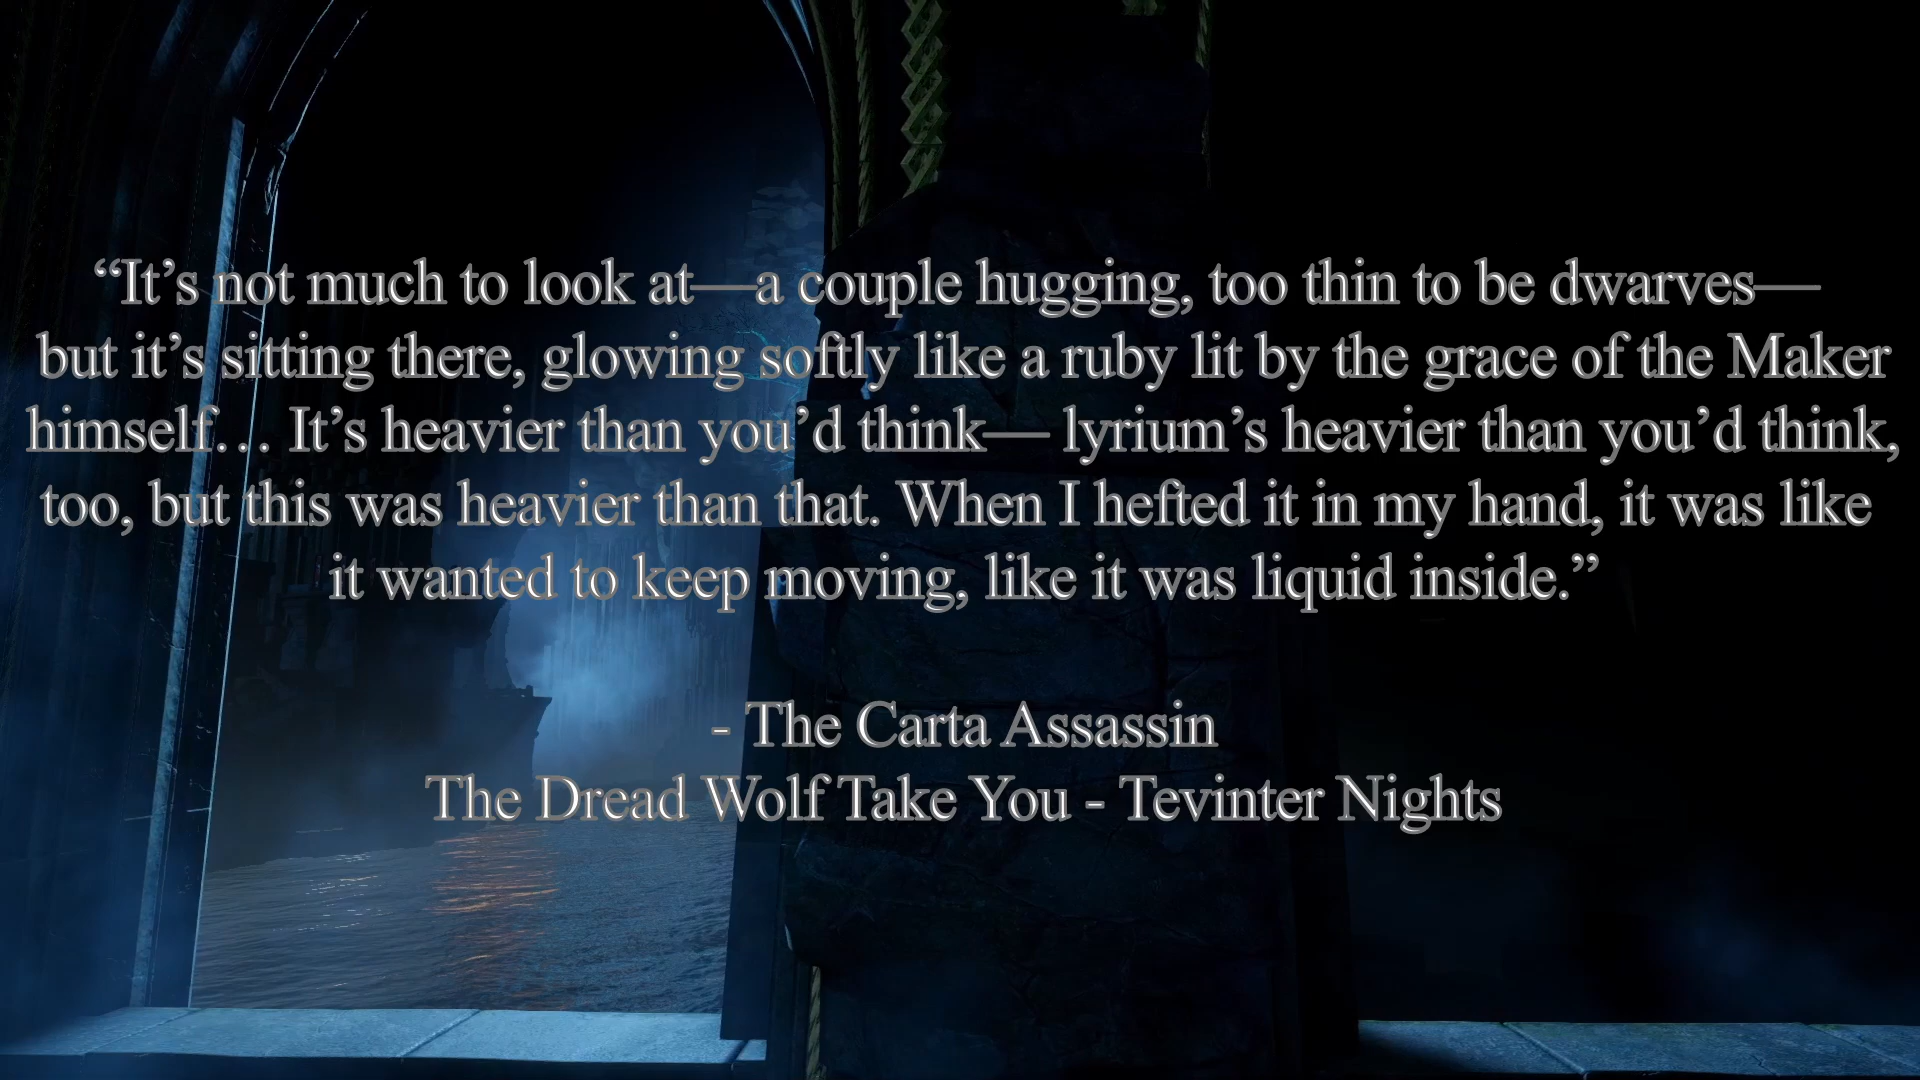 “It’s not much to look at—a couple hugging, too thin to be dwarves—
but it’s sitting there, glowing softly like a ruby lit by the grace of the Maker
himself… It’s heavier than you’d think— lyrium’s heavier than you’d think,
too, but this was heavier than that. When I hefted it in my hand, it was like
it wanted to keep moving, like it was liquid inside.”
- The Carta Assassin
The Dread Wolf Take You - Tevinter Nights